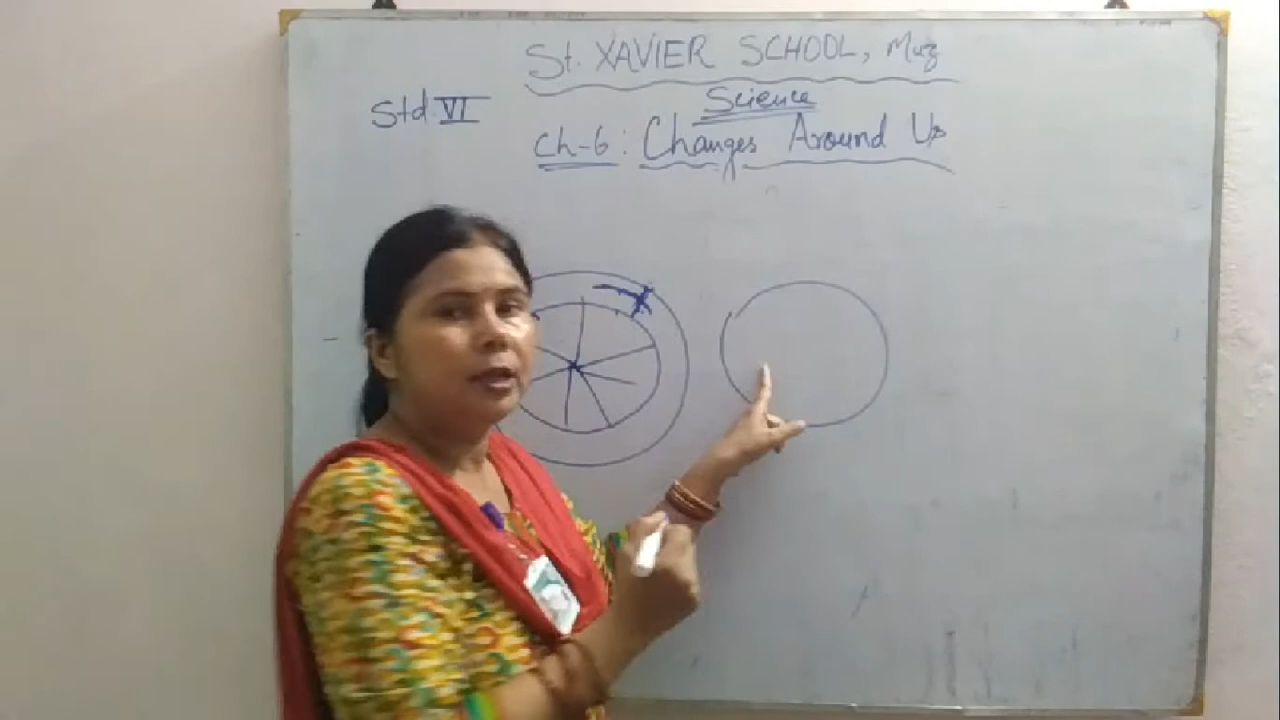 St. XAVIER SCHOOL, Muz
Science
Std. VI
Ch-6: Changes Around Us